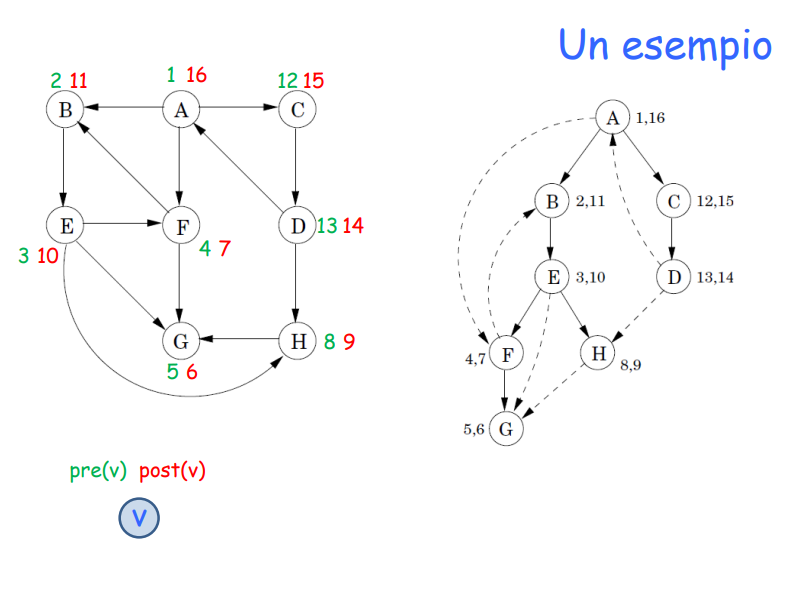 Un esempio
2 11
1 16
12 15
B
A
C
E
F
D
13 14
3 10
4 7
G
H
8 9
5 6
pre(v) post(v)
v
A
1,16
B
2,11
C
12,15
E
3,10
D
13,14
4,7
F
H
8,9
5,6
G